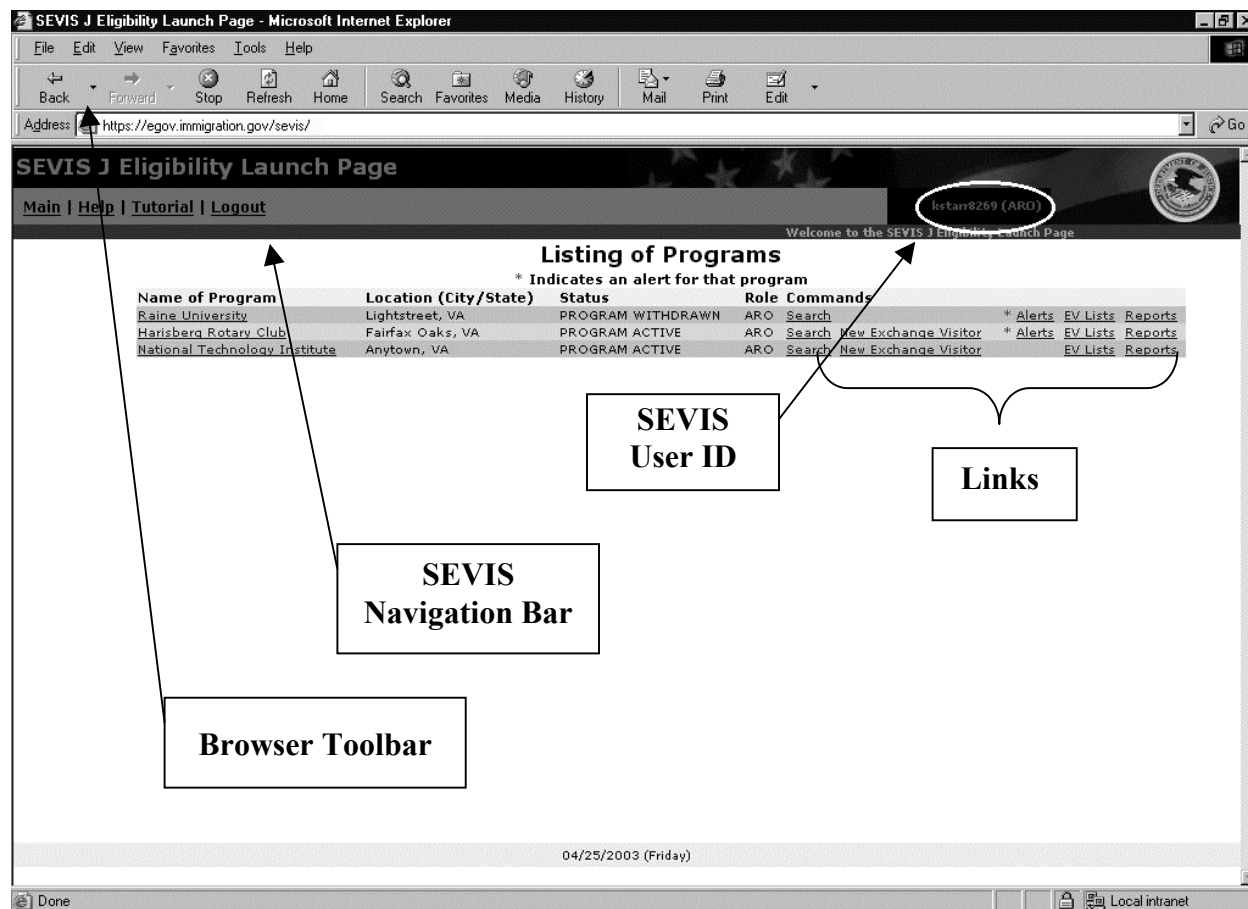 SEVIS J Eligibility Launch Page - Microsoft Internet Explorer
File Edit View Favorites Tools Help
Back Forward Stop Refresh Home Search Favorites Media History Mail Print Edit
Address https://egov.immigration.gov/sevis/ Go
SEVIS J Eligibility Launch Page
Main | Help | Tutorial | Logout
kstarr8269 (ARO)
Welcome to the SEVIS J Eligibility Launch Page
Listing of Programs
* Indicates an alert for that program
Name of Program Location (City/State) Status Role Commands
Raine University Lightstreet, VA PROGRAM WITHDRAWN ARO Search * Alerts EV Lists Reports
Harisberg Rotary Club Fairfax Oaks, VA PROGRAM ACTIVE ARO Search New Exchange Visitor * Alerts EV Lists Reports
National Technology Institute Anytown, VA PROGRAM ACTIVE ARO Search New Exchange Visitor EV Lists Reports
SEVIS
User ID
Links
SEVIS
Navigation Bar
Browser Toolbar
04/25/2003 (Friday)
Done Local intranet